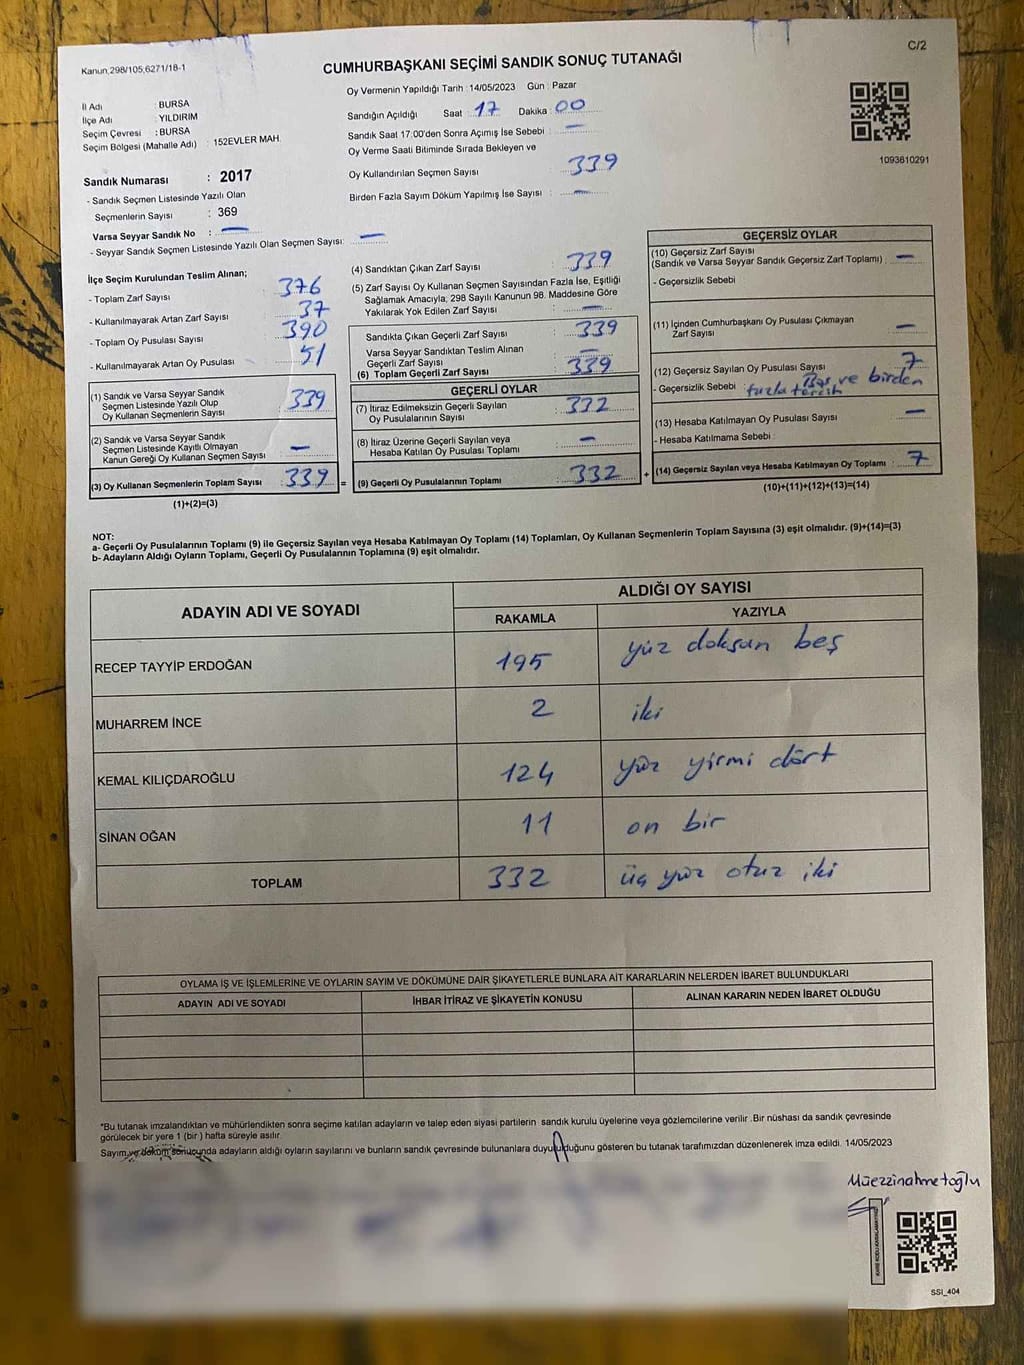 Kanun,298/105,6271/18-1
CUMHURBAŞKANI SEÇİMİ SANDIK SONUÇ TUTANAĞI
C/2
Oy Vermenin Yapıldığı Tarih : 14/05/2023 Gün : Pazar
İl Adı : BURSA
İlçe Adı : YILDIRIM
Seçim Çevresi : BURSA
Seçim Bölgesi (Mahalle Adı) : 152EVLER MAH.
Sandık Numarası : 2017
- Sandık Seçmen Listesinde Yazılı Olan
Seçmenlerin Sayısı : 369
Varsa Seyyar Sandık No : —
- Seyyar Sandık Seçmen Listesinde Yazılı Olan Seçmen Sayısı: —
Sandığın Açıldığı Saat 17 Dakika : 00
Sandık Saat 17.00'den Sonra Açımış İse Sebebi : —
Oy Verme Saati Bitiminde Sırada Bekleyen ve
Oy Kullandırılan Seçmen Sayısı : 339
Birden Fazla Sayım Döküm Yapılmış İse Sayısı : —
1093610291
İlçe Seçim Kurulundan Teslim Alınan;
- Toplam Zarf Sayısı 376
- Kullanılmayarak Artan Zarf Sayısı 37
- Toplam Oy Pusulası Sayısı 390
- Kullanılmayarak Artan Oy Pusulası 51
(1) Sandık ve Varsa Seyyar Sandık
Seçmen Listesinde Yazılı Olup
Oy Kullanan Seçmenlerin Sayısı : 339
(2) Sandık ve Varsa Seyyar Sandık
Seçmen Listesinde Kayıtlı Olmayan
Kanun Gereği Oy Kullanan Seçmen Sayısı : —
(3) Oy Kullanan Seçmenlerin Toplam Sayısı : 339 =
(1)+(2)=(3)
(4) Sandıktan Çıkan Zarf Sayısı : 339
(5) Zarf Sayısı Oy Kullanan Seçmen Sayısından Fazla İse, Eşitliği
Sağlamak Amacıyla, 298 Sayılı Kanunun 98. Maddesine Göre
Yakılarak Yok Edilen Zarf Sayısı : —
Sandıkta Çıkan Geçerli Zarf Sayısı : 339
Varsa Seyyar Sandıktan Teslim Alınan
Geçerli Zarf Sayısı : —
(6) Toplam Geçerli Zarf Sayısı : 339
GEÇERLİ OYLAR
(7) İtiraz Edilmeksizin Geçerli Sayılan
Oy Pusulalarının Sayısı : 332
(8) İtiraz Üzerine Geçerli Sayılan veya
Hesaba Katılan Oy Pusulası Toplamı : —
(9) Geçerli Oy Pusulalarının Toplamı : 332 +
GEÇERSİZ OYLAR
(10) Geçersiz Zarf Sayısı
(Sandık ve Varsa Seyyar Sandık Geçersiz Zarf Toplamı) : —
- Geçersizlik Sebebi :
(11) İçinden Cumhurbaşkanı Oy Pusulası Çıkmayan
Zarf Sayısı : —
(12) Geçersiz Sayılan Oy Pusulası Sayısı : 7
- Geçersizlik Sebebi Boş ve birden
fazla tercih
(13) Hesaba Katılmayan Oy Pusulası Sayısı : —
- Hesaba Katılmama Sebebi :
(14) Geçersiz Sayılan veya Hesaba Katılmayan Oy Toplamı : 7
(10)+(11)+(12)+(13)=(14)
NOT:
a- Geçerli Oy Pusulalarının Toplamı (9) ile Geçersiz Sayılan veya Hesaba Katılmayan Oy Toplamı (14) Toplamları, Oy Kullanan Seçmenlerin Toplam Sayısına (3) eşit olmalıdır. (9)+(14)=(3)
b- Adayların Aldığı Oyların Toplamı, Geçerli Oy Pusulalarının Toplamına (9) eşit olmalıdır.
ADAYIN ADI VE SOYADI ALDIĞI OY SAYISI
RAKAMLA YAZIYLA
RECEP TAYYİP ERDOĞAN 195 yüz doksan beş
MUHARREM İNCE 2 iki
KEMAL KILIÇDAROĞLU 124 yüz yirmi dört
SİNAN OĞAN 11 on bir
TOPLAM 332 üç yüz otuz iki
OYLAMA İŞ VE İŞLEMLERİNE VE OYLARIN SAYIM VE DÖKÜMÜNE DAİR ŞİKAYETLERLE BUNLARA AİT KARARLARIN NELERDEN İBARET BULUNDUKLARI
ADAYIN ADI VE SOYADI İHBAR İTİRAZ VE ŞİKAYETİN KONUSU ALINAN KARARIN NEDEN İBARET OLDUĞU
*Bu tutanak imzalandıktan ve mühürlendikten sonra seçime katılan adayların ve talep eden siyasi partilerin sandık kurulu üyelerine veya gözlemcilerine verilir .Bir nüshası da sandık çevresinde
görülecek bir yere 1 (bir ) hafta süreyle asılır
Sayım ve döküm sonucunda adayların aldığı oyların sayılarını ve bunların sandık çevresinde bulunanlara duyurulduğunu gösteren bu tutanak tarafımızdan düzenlenerek imza edildi. 14/05/2023
Müezzinahmetoğlu
SSI_404